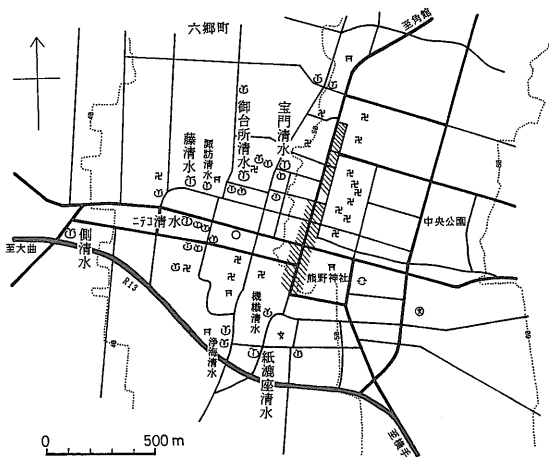 六郷町
至角館
藤清水
諏訪清水
御台所清水
宝門清水
ニテコ清水
中央公園
至大曲
側清水
熊野神社
R13
機織清水
浄海清水
紙漉座清水
至横手
0 500m